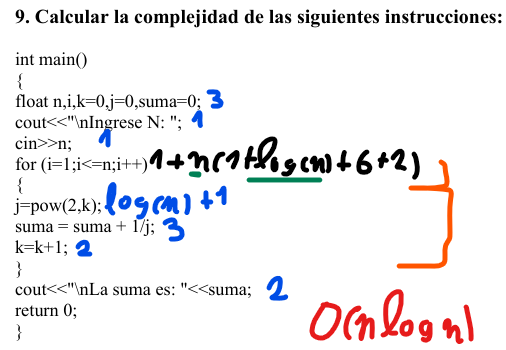 9. Calcular la complejidad de las siguientes instrucciones:
int main()
{
float n,i,k=0,j=0,suma=0; 3
cout<<"\nIngrese N: "; 1
cin>>n; 1
for (i=1;i<=n;i++) 1+n(1+log(n)+6+2)
{
j=pow(2,k); log(n)+1
suma = suma + 1/j; 3
k=k+1; 2
}
cout<<"\nLa suma es: "<<suma; 2
return 0; O(n log n)
}